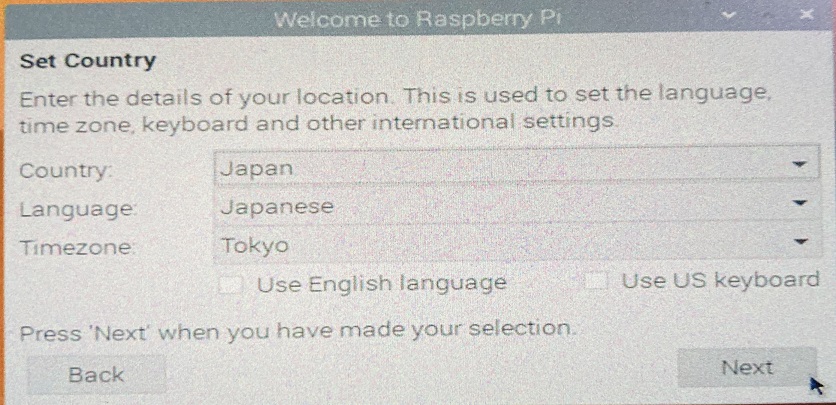 Welcome to Raspberry Pi
Set Country
Enter the details of your location. This is used to set the language,
time zone, keyboard and other international settings.
Country: Japan
Language: Japanese
Timezone: Tokyo
Use English language Use US keyboard
Press 'Next' when you have made your selection.
Back Next